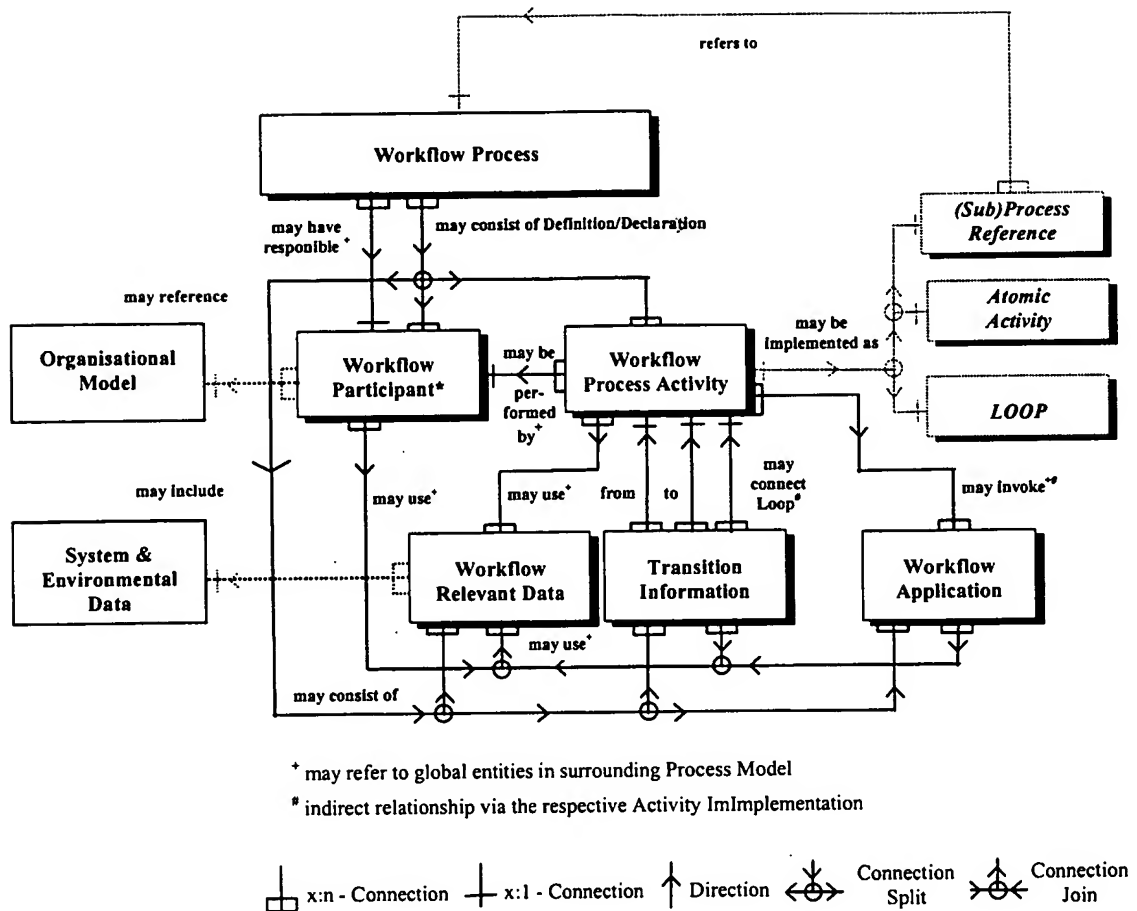 refers to
Workflow Process
may have
responible +
may consist of Definition/Declaration
(Sub)Process
Reference
may reference
Atomic
Activity
may be
implemented as
Organisational
Model
Workflow
Participant*
may be
per-
formed
by+
Workflow
Process Activity
LOOP
may include
may use+
may use+
from
to
may
connect
Loop#
may invoke+#
System &
Environmental
Data
Workflow
Relevant Data
Transition
Information
Workflow
Application
may use+
may consist of
+ may refer to global entities in surrounding Process Model
# indirect relationship via the respective Activity ImImplementation
x:n - Connection
x:1 - Connection
Direction
Connection
Split
Connection
Join